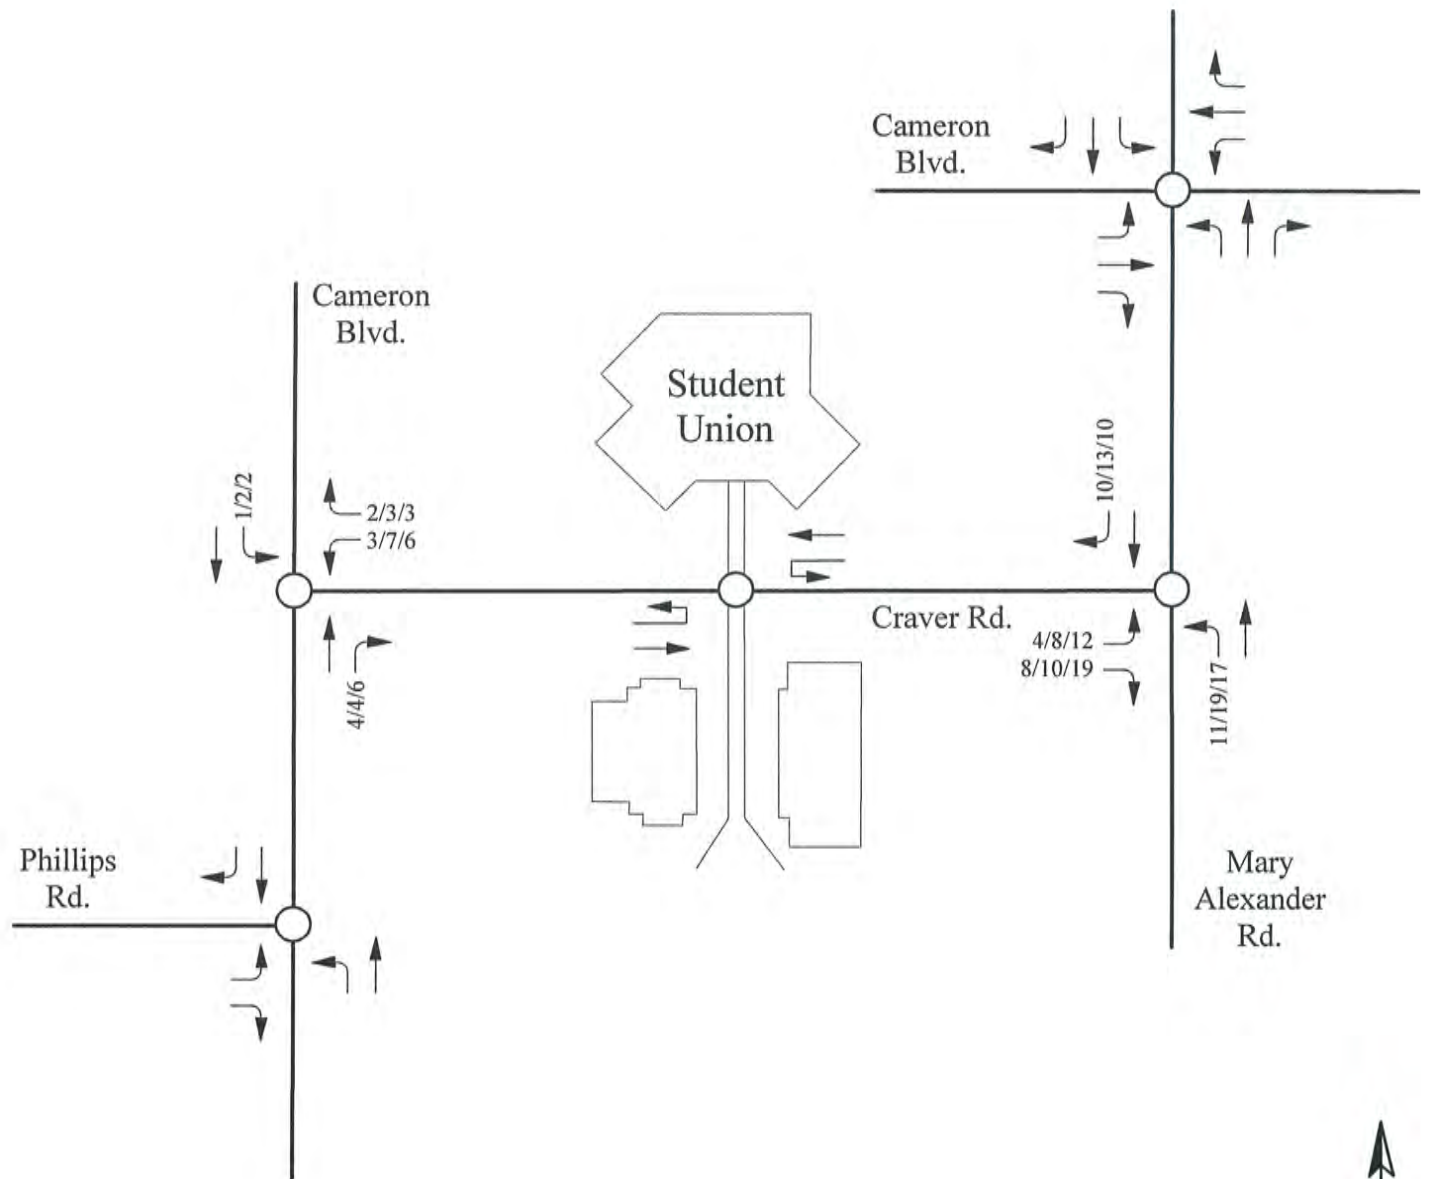 Cameron
Blvd.
Cameron
Blvd.
Student
Union
10/13/10
1/2/2
2/3/3
3/7/6
Craver Rd.
4/8/12
8/10/19
4/4/6
11/19/17
Phillips
Rd.
Mary
Alexander
Rd.